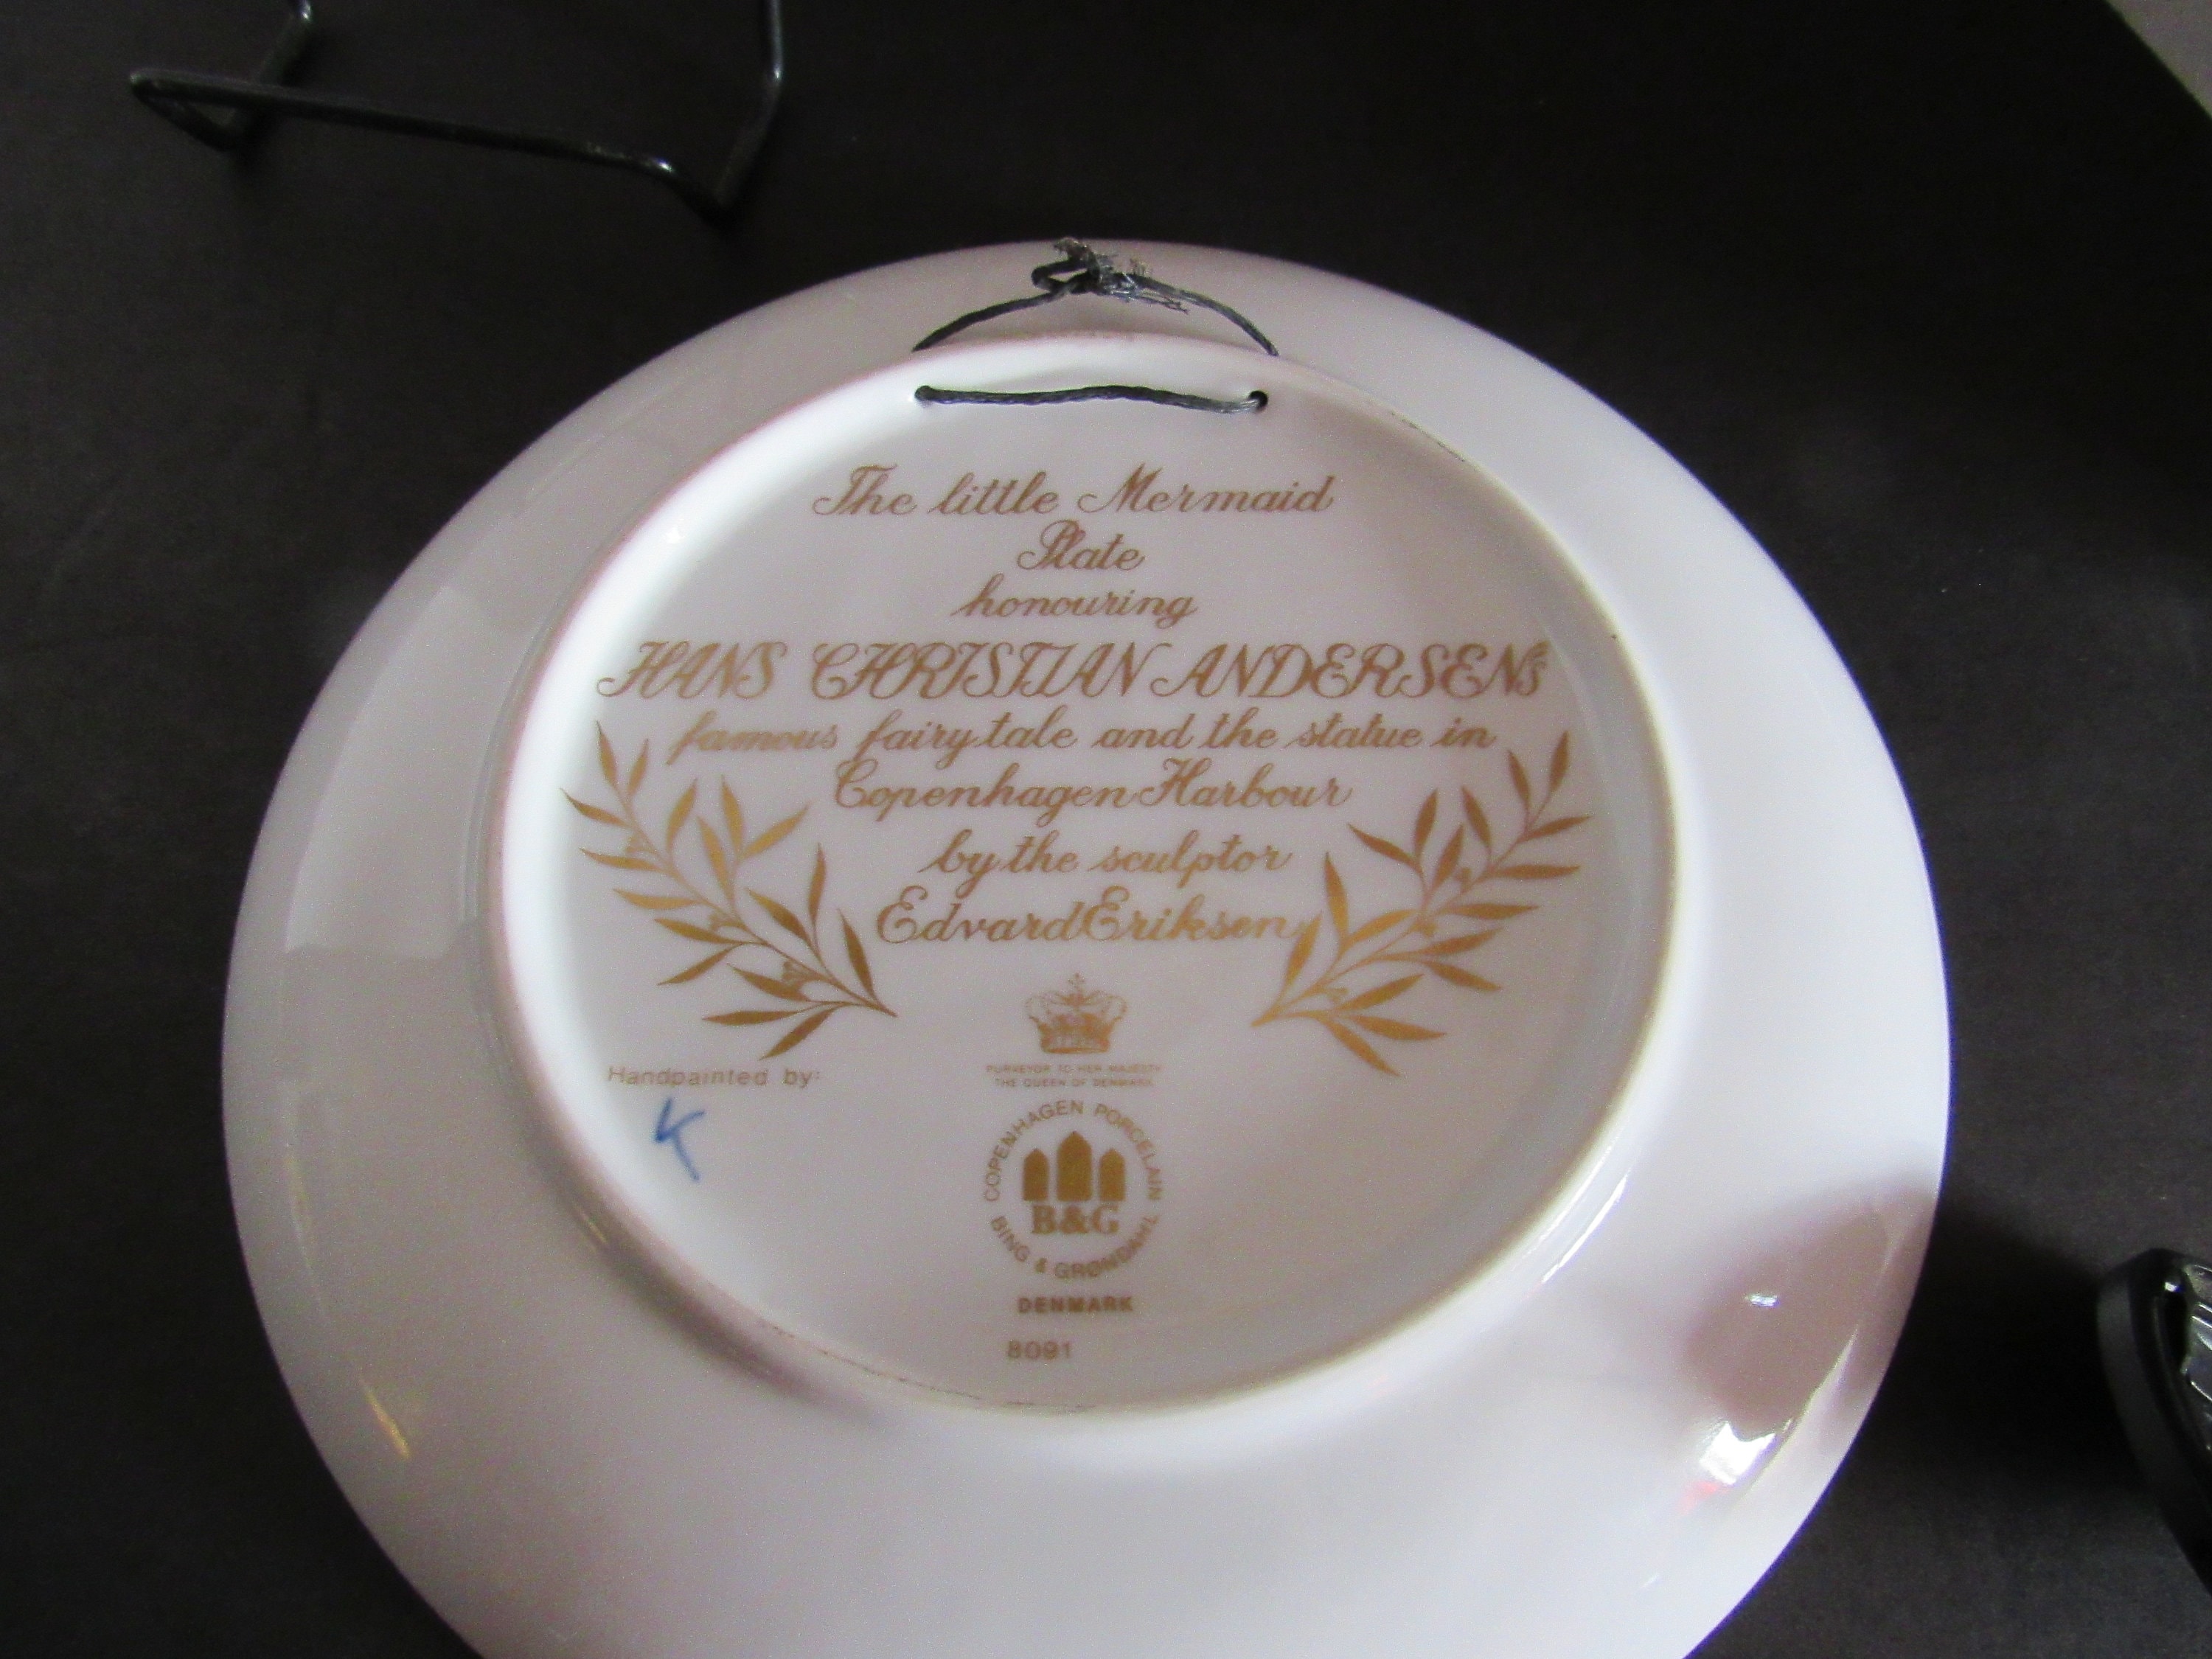 The little Mermaid
Plate
honouring
HANS CHRISTIAN ANDERSENs
famous fairy tale and the statue in
Copenhagen Harbour
by the sculptor
Edvard Eriksen
PURVEYOR TO HER MAJESTY
THE QUEEN OF DENMARK
Handpainted by:
K
COPENHAGEN PORCELAIN
B&G
BING & GRØNDAHL
DENMARK
8091